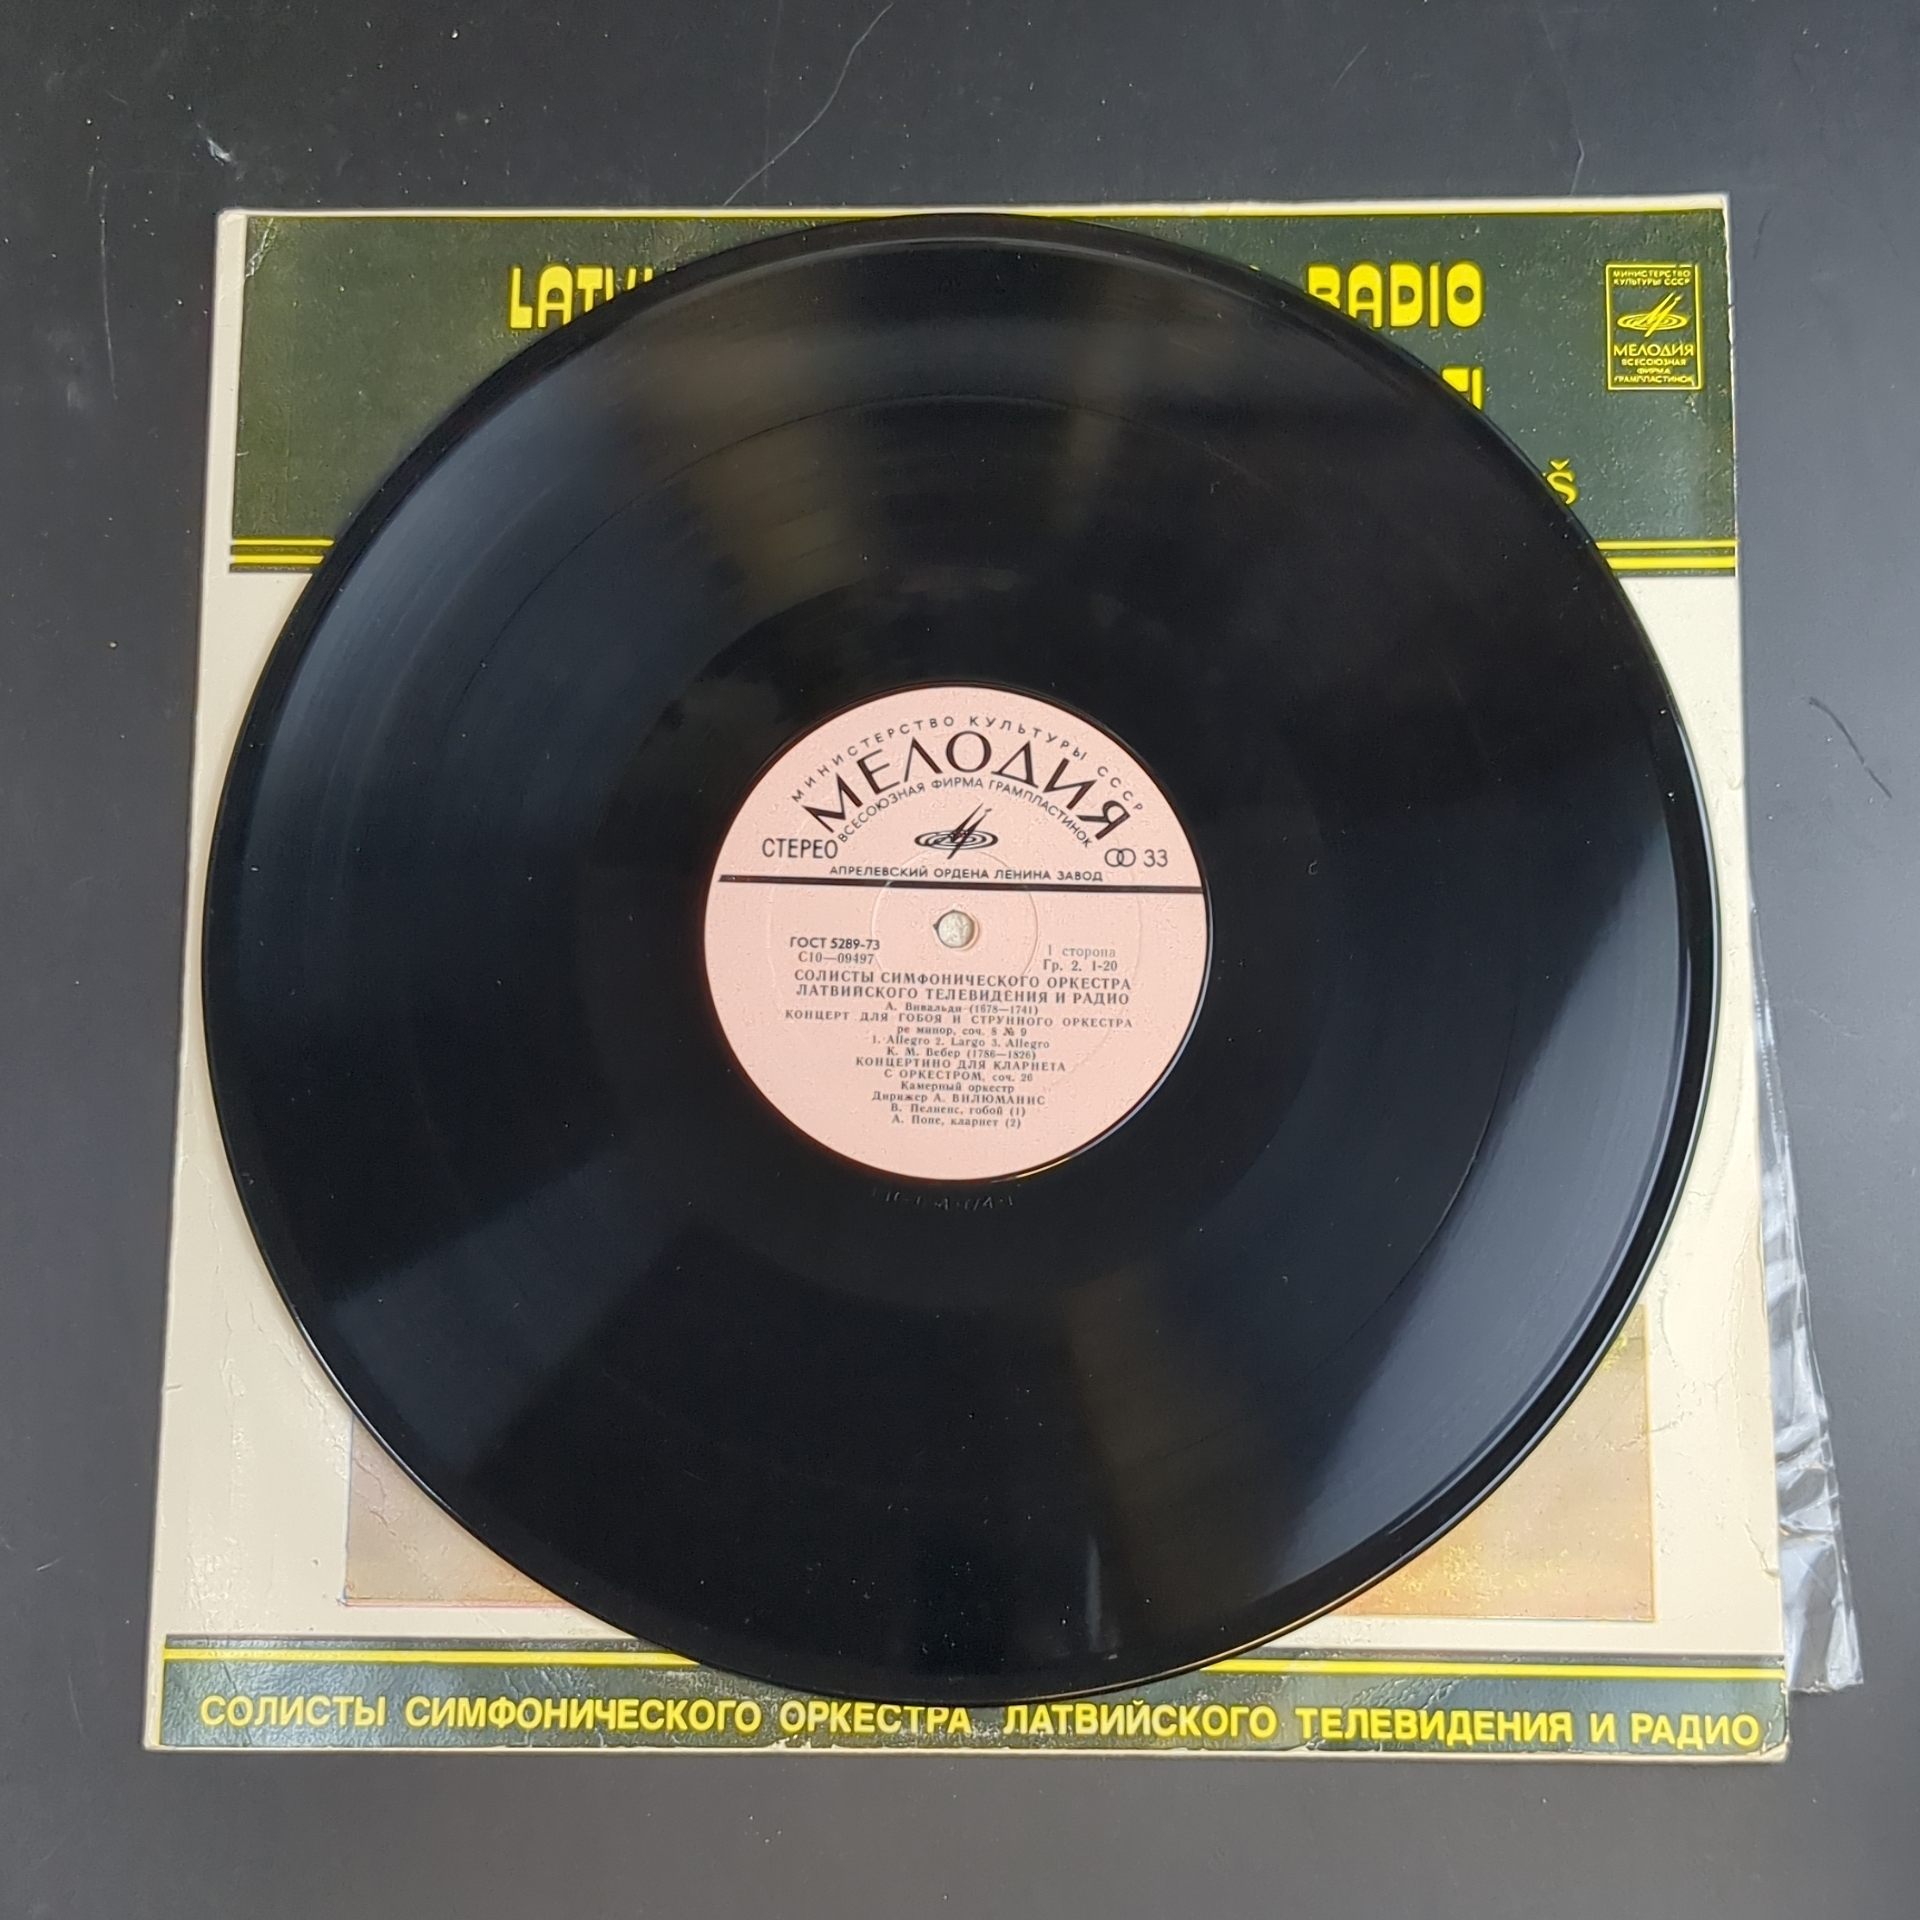 RADIO
МИНИСТЕРСТВО
КУЛЬТУРЫ СССР
МЕЛОДИЯ
ВСЕСОЮЗНАЯ
ФИРМА
ГРАМПЛАСТИНОК
МИНИСТЕРСТВО КУЛЬТУРЫ СССР
МЕЛОДИЯ
ВСЕСОЮЗНАЯ ФИРМА ГРАМПЛАСТИНОК
СТЕРЕО
33
АПРЕЛЕВСКИЙ ОРДЕНА ЛЕНИНА ЗАВОД
ГОСТ 5289-73
С10—09497
1 сторона
Гр. 2. 1-20
СОЛИСТЫ СИМФОНИЧЕСКОГО ОРКЕСТРА
ЛАТВИЙСКОГО ТЕЛЕВИДЕНИЯ И РАДИО
А. Вивальди (1678—1741)
КОНЦЕРТ ДЛЯ ГОБОЯ И СТРУННОГО ОРКЕСТРА
ре минор, соч. 8 № 9
1. Allegro 2. Largo 3. Allegro
К. М. Вебер (1786—1826)
КОНЦЕРТИНО ДЛЯ КЛАРНЕТА
С ОРКЕСТРОМ, соч. 26
Камерный оркестр
Дирижер А. ВИЛЮМАНИС
В. Пелненс, гобой (1)
А. Попе, кларнет (2)
СОЛИСТЫ СИМФОНИЧЕСКОГО ОРКЕСТРА ЛАТВИЙСКОГО ТЕЛЕВИДЕНИЯ И РАДИО